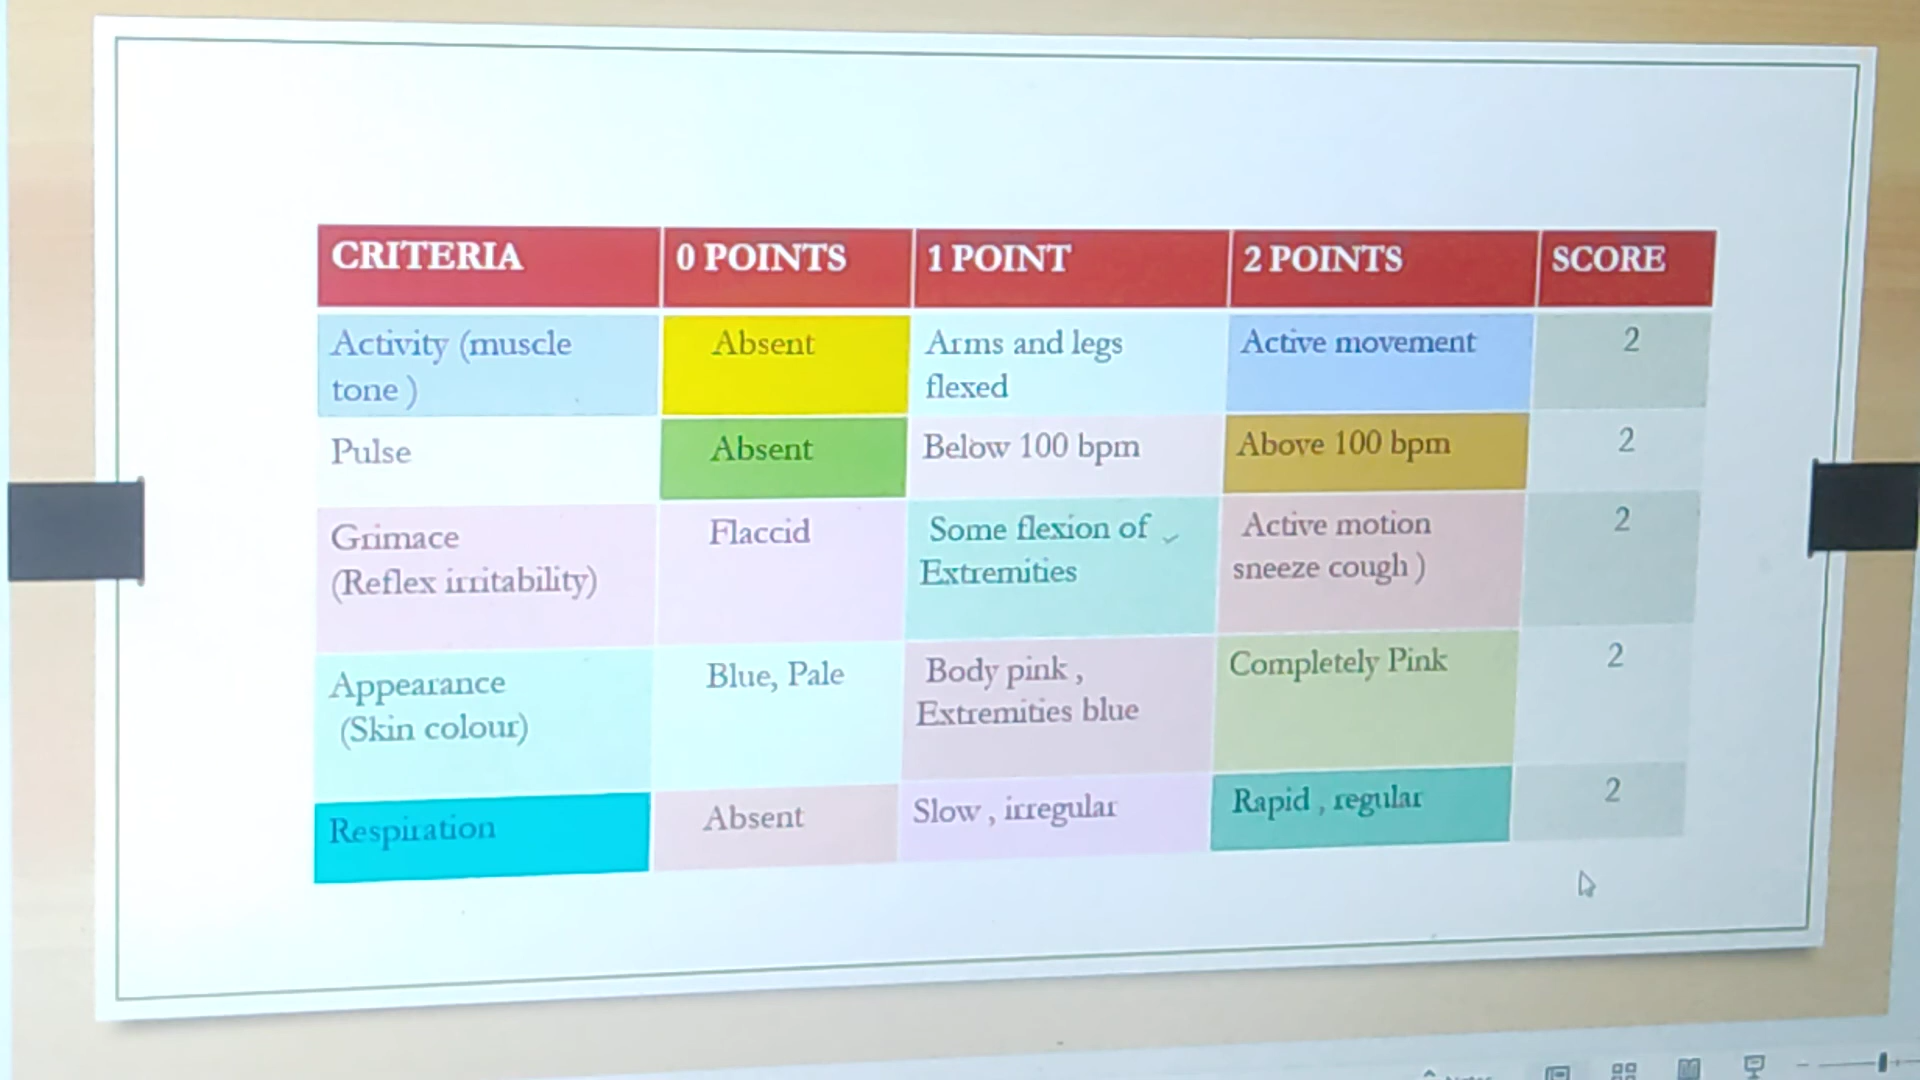 CRITERIA 0 POINTS 1 POINT 2 POINTS SCORE
Activity (muscle tone ) Absent Arms and legs flexed Active movement 2
Pulse Absent Below 100 bpm Above 100 bpm 2
Grimace (Reflex irritability) Flaccid Some flexion of Extremities Active motion sneeze cough ) 2
Appearance (Skin colour) Blue, Pale Body pink , Extremities blue Completely Pink 2
Respiration Absent Slow , irregular Rapid , regular 2